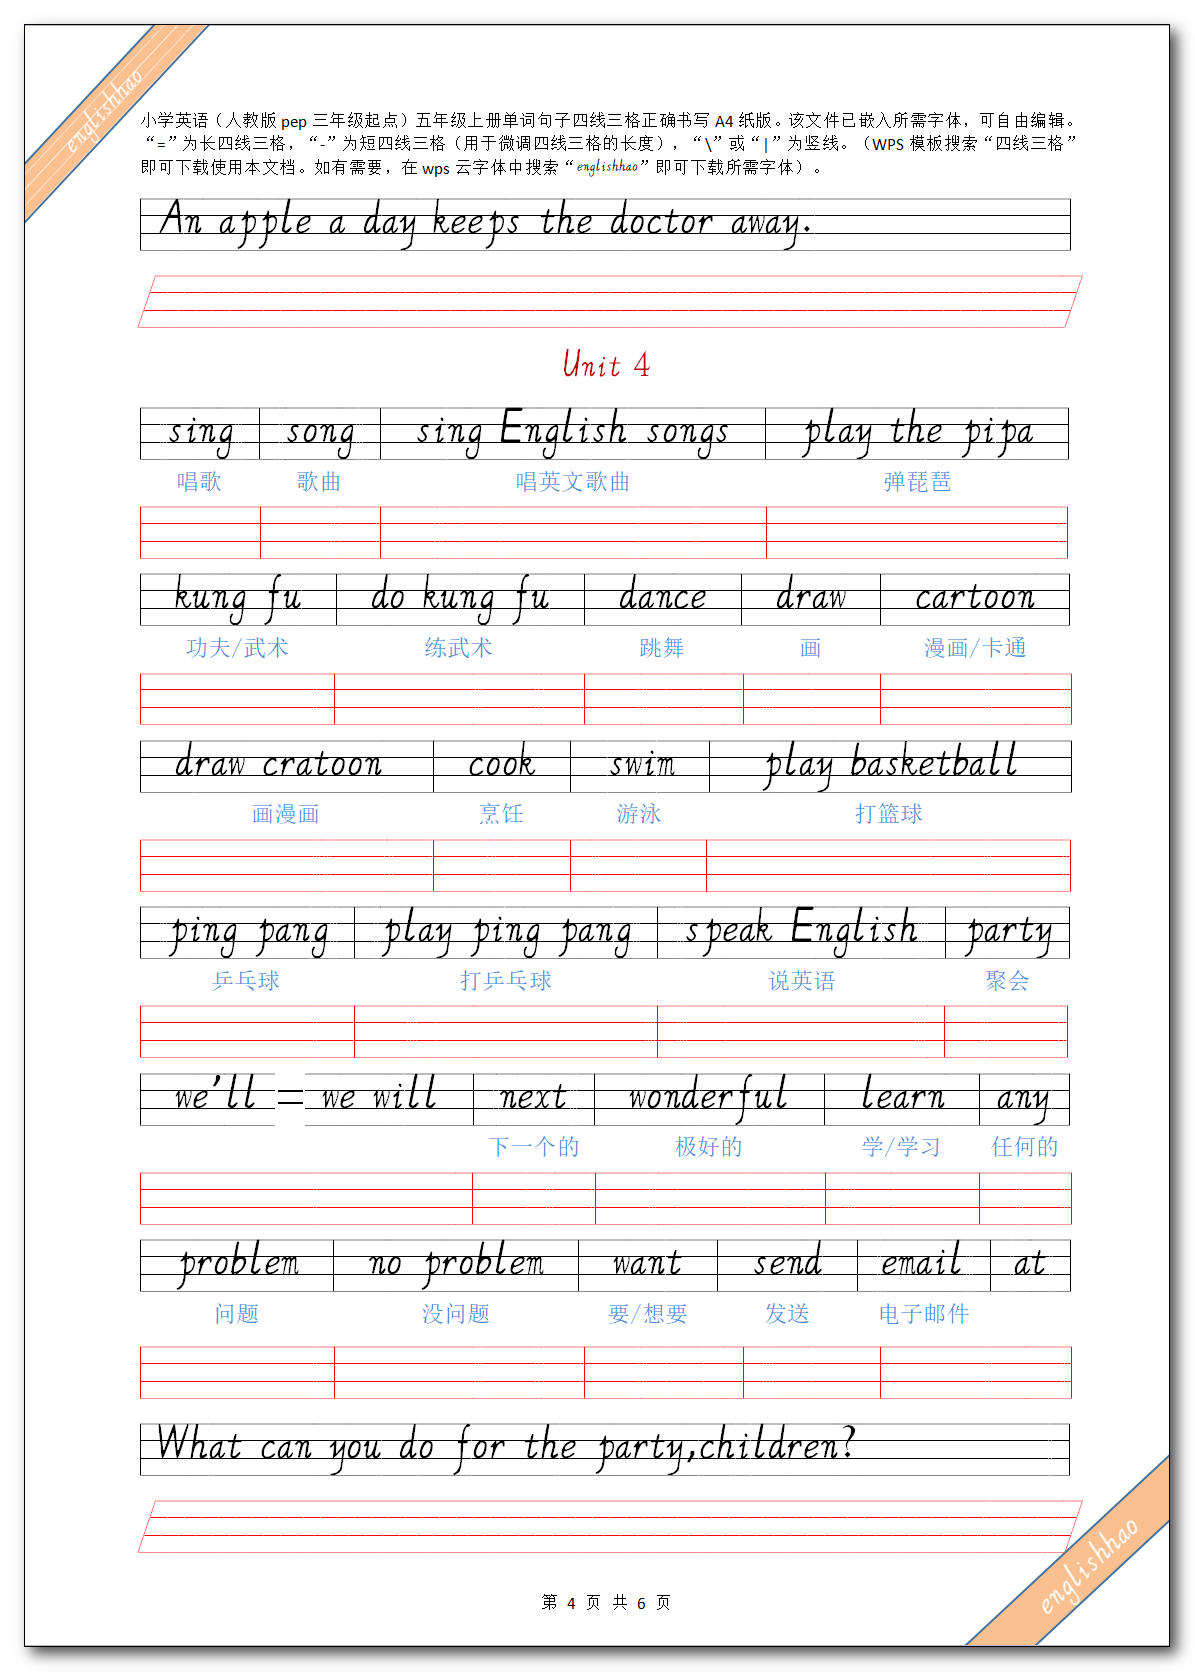 englishhao
小学英语（人教版 pep 三年级起点）五年级上册单词句子四线三格正确书写 A4 纸版。该文件已嵌入所需字体，可自由编辑。
“=”为长四线三格，“-”为短四线三格（用于微调四线三格的长度），“\”或“|”为竖线。（WPS 模板搜索“四线三格”
即可下载使用本文档。如有需要，在 wps 云字体中搜索“englishhao”即可下载所需字体）。
An apple a day keeps the doctor away.
Unit 4
sing song sing English songs play the pipa
唱歌 歌曲 唱英文歌曲 弹琵琶
kung fu do kung fu dance draw cartoon
功夫/武术 练武术 跳舞 画 漫画/卡通
draw cratoon cook swim play basketball
画漫画 烹饪 游泳 打篮球
ping pang play ping pang speak English party
乒乓球 打乒乓球 说英语 聚会
we'll = we will next wonderful learn any
下一个的 极好的 学/学习 任何的
problem no problem want send email at
问题 没问题 要/想要 发送 电子邮件
What can you do for the party,children?
englishhao
第 4 页 共 6 页